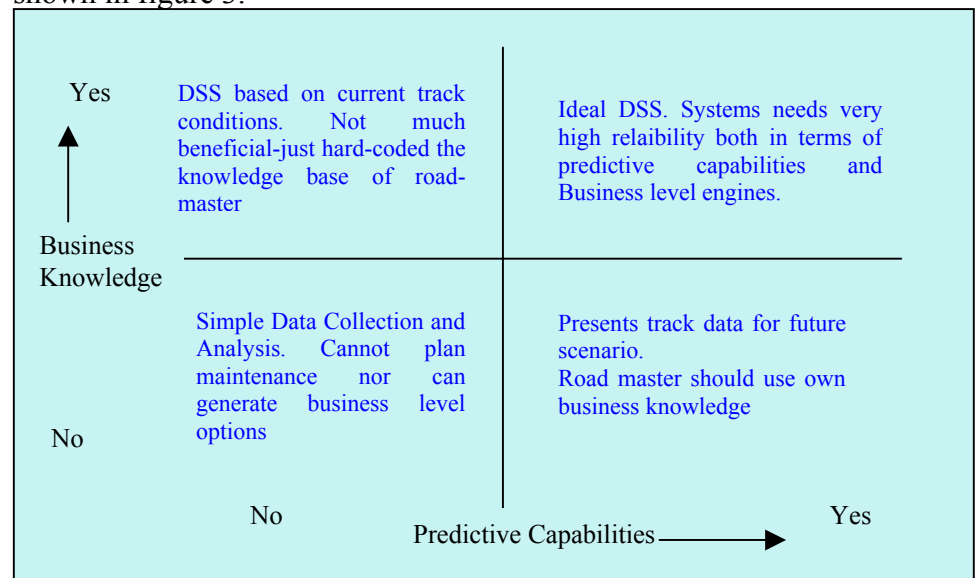 shown in figure 3.
Yes
DSS based on current track
conditions. Not much
beneficial-just hard-coded the
knowledge base of road-
master
Ideal DSS. Systems needs very
high relaibility both in terms of
predictive capabilities and
Business level engines.
Business
Knowledge
Simple Data Collection and
Analysis. Cannot plan
maintenance nor can
generate business level
options
Presents track data for future
scenario.
Road master should use own
business knowledge
No
No
Yes
Predictive Capabilities